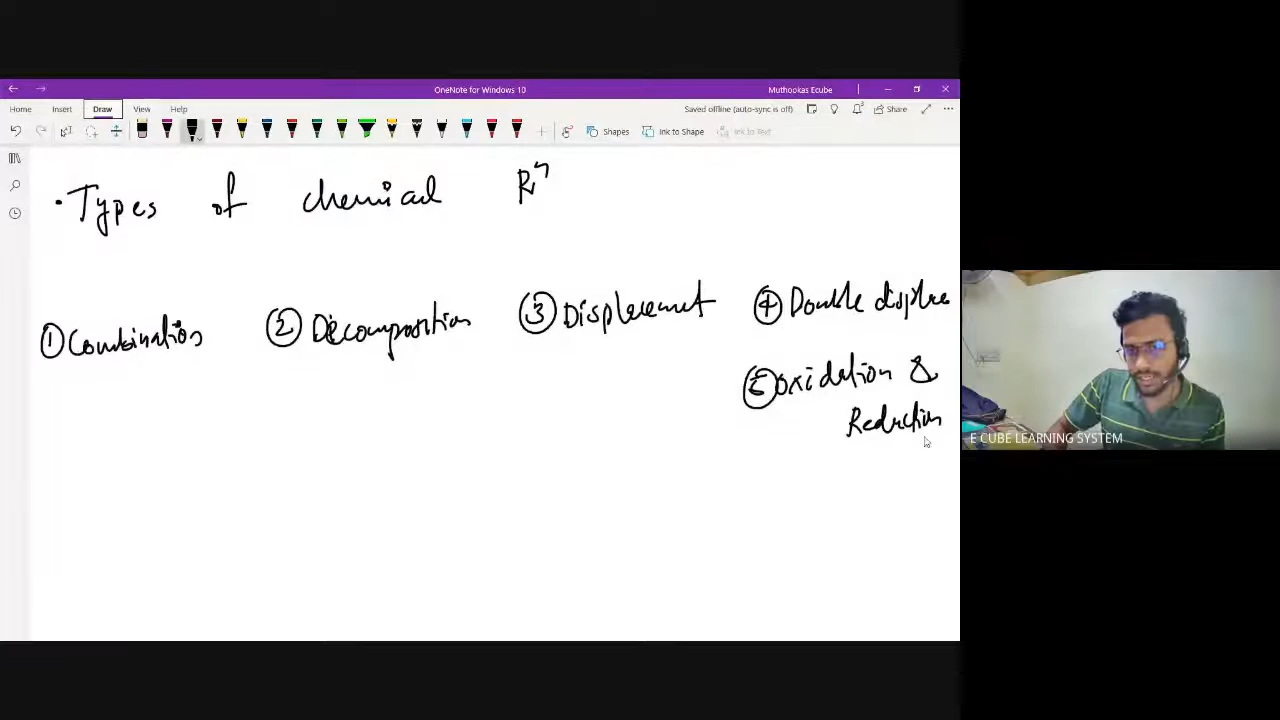 OneNote for Windows 10
Muthookas Ecube
Home Insert Draw View Help
Saved offline (auto-sync is off)
Share
Shapes
Ink to Shape
Ink to Text
• Types of chemical Rⁿ
① Combination
② Decomposition
③ Displacement
④ Double displace
⑤ oxidation &
Reduction
E CUBE LEARNING SYSTEM